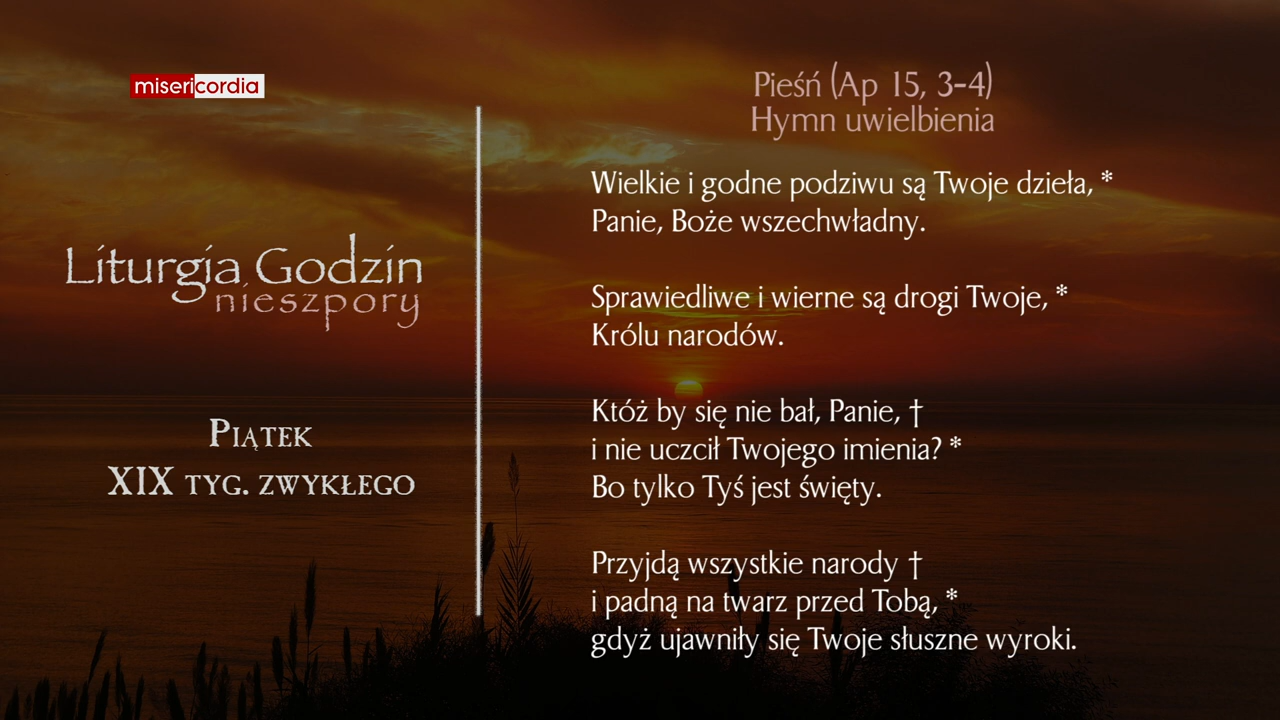 misericordia
Liturgia Godzin
nieszpory
Piątek
XIX tyg. zwykłego
Pieśń (Ap 15, 3-4)
Hymn uwielbienia
Wielkie i godne podziwu są Twoje dzieła, *
Panie, Boże wszechwładny.
Sprawiedliwe i wierne są drogi Twoje, *
Królu narodów.
Któż by się nie bał, Panie, †
i nie uczcił Twojego imienia? *
Bo tylko Tyś jest święty.
Przyjdą wszystkie narody †
i padną na twarz przed Tobą, *
gdyż ujawniły się Twoje słuszne wyroki.